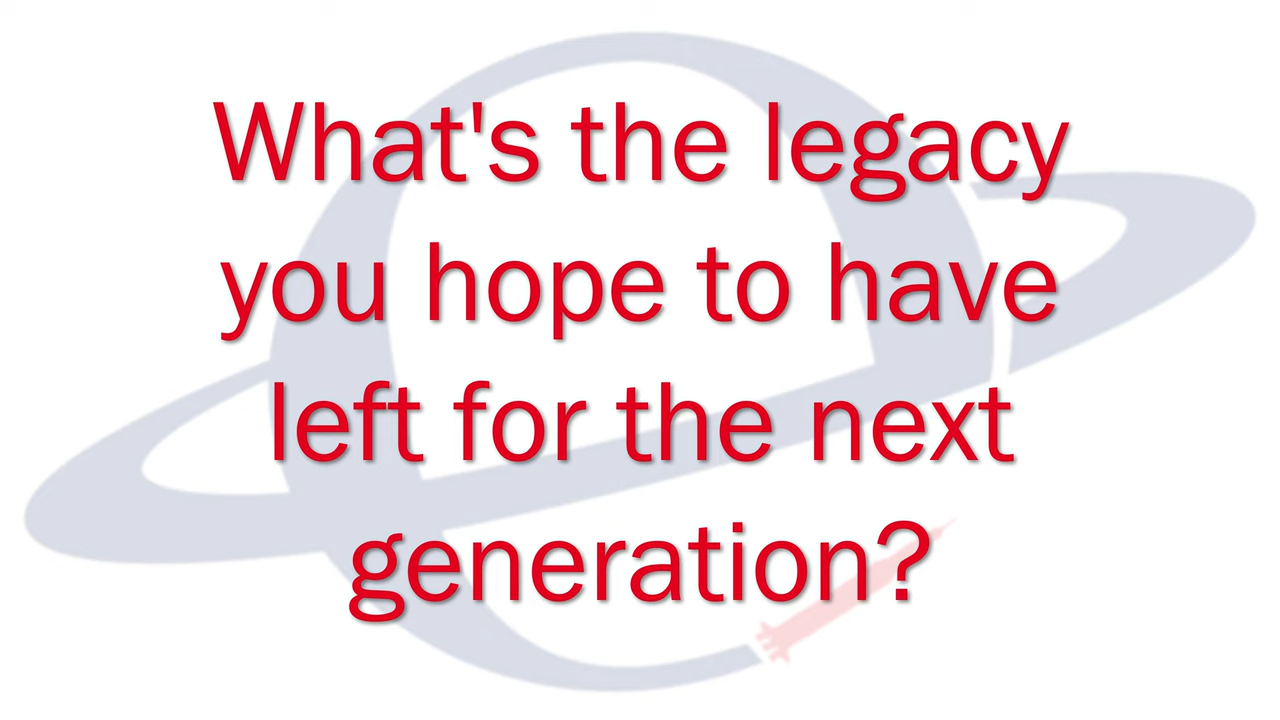 What's the legacy
you hope to have
left for the next
generation?